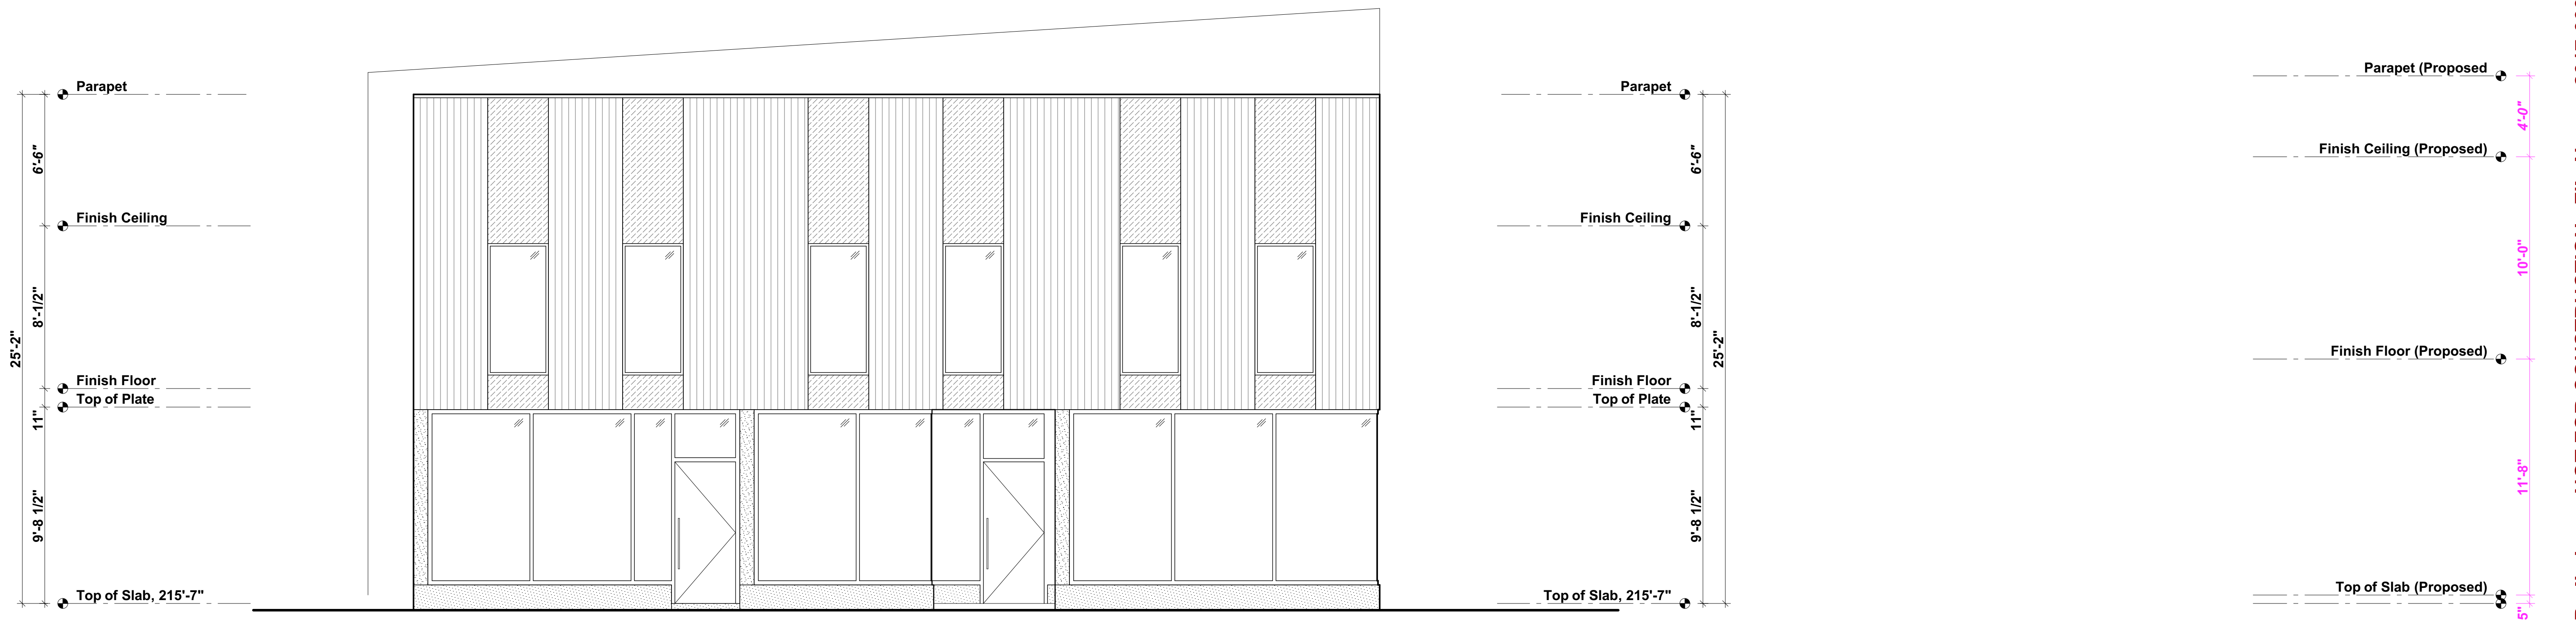 Parapet
6'-6"
Finish Ceiling
8'-1/2"
25'-2"
Finish Floor
Top of Plate
11"
9'-8 1/2"
Top of Slab, 215'-7"
Parapet
6'-6"
Finish Ceiling
8'-1/2"
25'-2"
Finish Floor
Top of Plate
11"
9'-8 1/2"
Top of Slab, 215'-7"
Parapet (Proposed
4'-0"
Finish Ceiling (Proposed)
10'-0"
Finish Floor (Proposed)
11'-8"
Top of Slab (Proposed)
5"